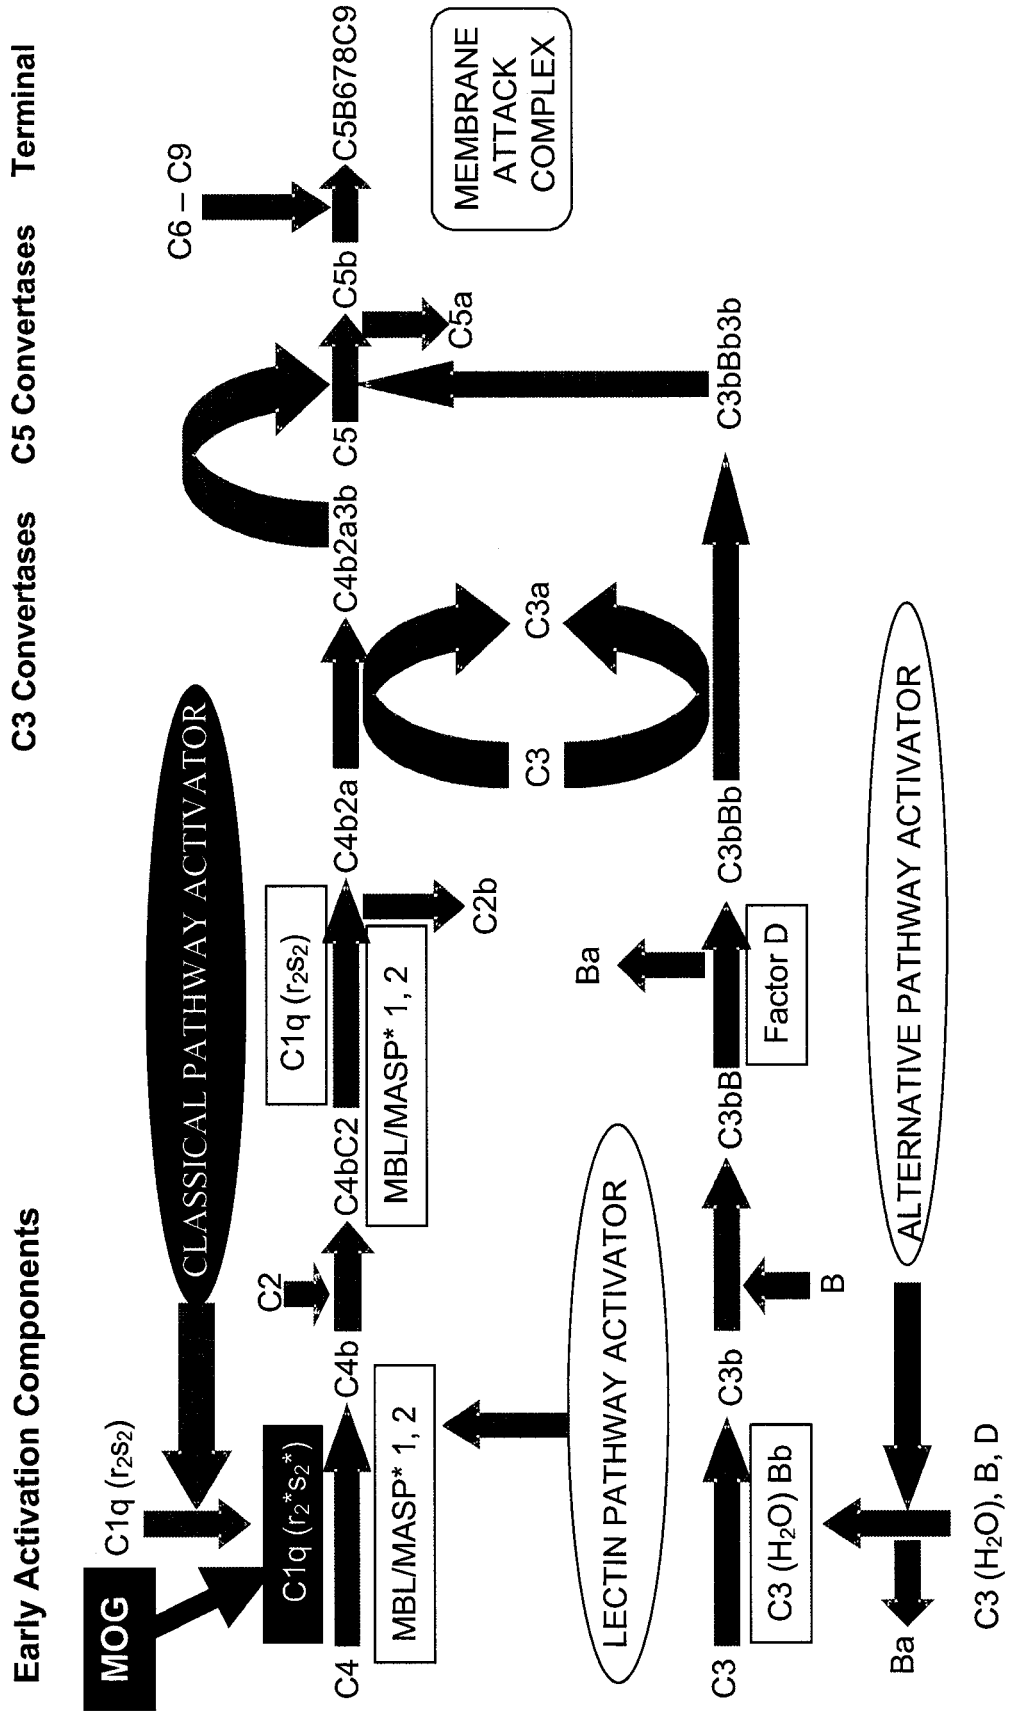 Early Activation Components
C3 Convertases
C5 Convertases
Terminal
MOG
C1q (r2s2)
CLASSICAL PATHWAY ACTIVATOR
C6 – C9
C1q (r2*s2*)
C2
C1q (r2s2)
C4
C4b
C4bC2
C4b2a
C4b2a3b
C5
C5b
C5B678C9
MBL/MASP* 1, 2
MBL/MASP* 1, 2
C2b
C5a
MEMBRANE
ATTACK
COMPLEX
C3
C3a
LECTIN PATHWAY ACTIVATOR
Ba
C3
C3b
C3bB
C3bBb
C3bBb3b
C3 (H2O) Bb
Factor D
B
ALTERNATIVE PATHWAY ACTIVATOR
Ba
C3 (H2O), B, D